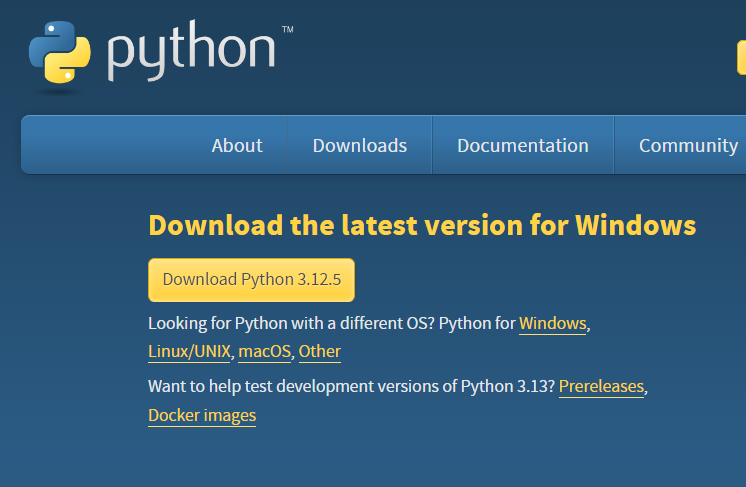 python™
About Downloads Documentation Community
Download the latest version for Windows
Download Python 3.12.5
Looking for Python with a different OS? Python for Windows,
Linux/UNIX, macOS, Other
Want to help test development versions of Python 3.13? Prereleases,
Docker images